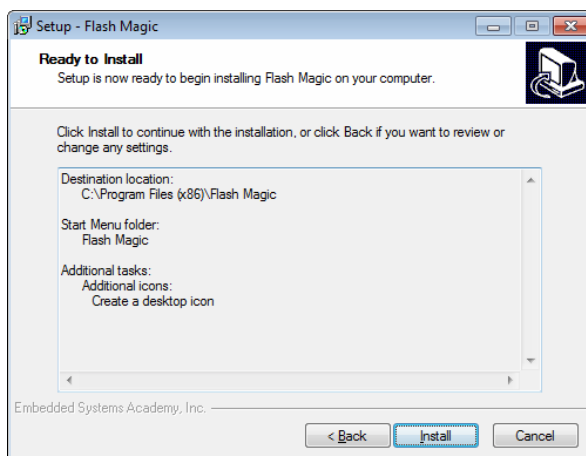 Setup - Flash Magic
Ready to Install
Setup is now ready to begin installing Flash Magic on your computer.
Click Install to continue with the installation, or click Back if you want to review or
change any settings.
Destination location:
C:\Program Files (x86)\Flash Magic
Start Menu folder:
Flash Magic
Additional tasks:
Additional icons:
Create a desktop icon
Embedded Systems Academy, Inc.
< Back Install Cancel